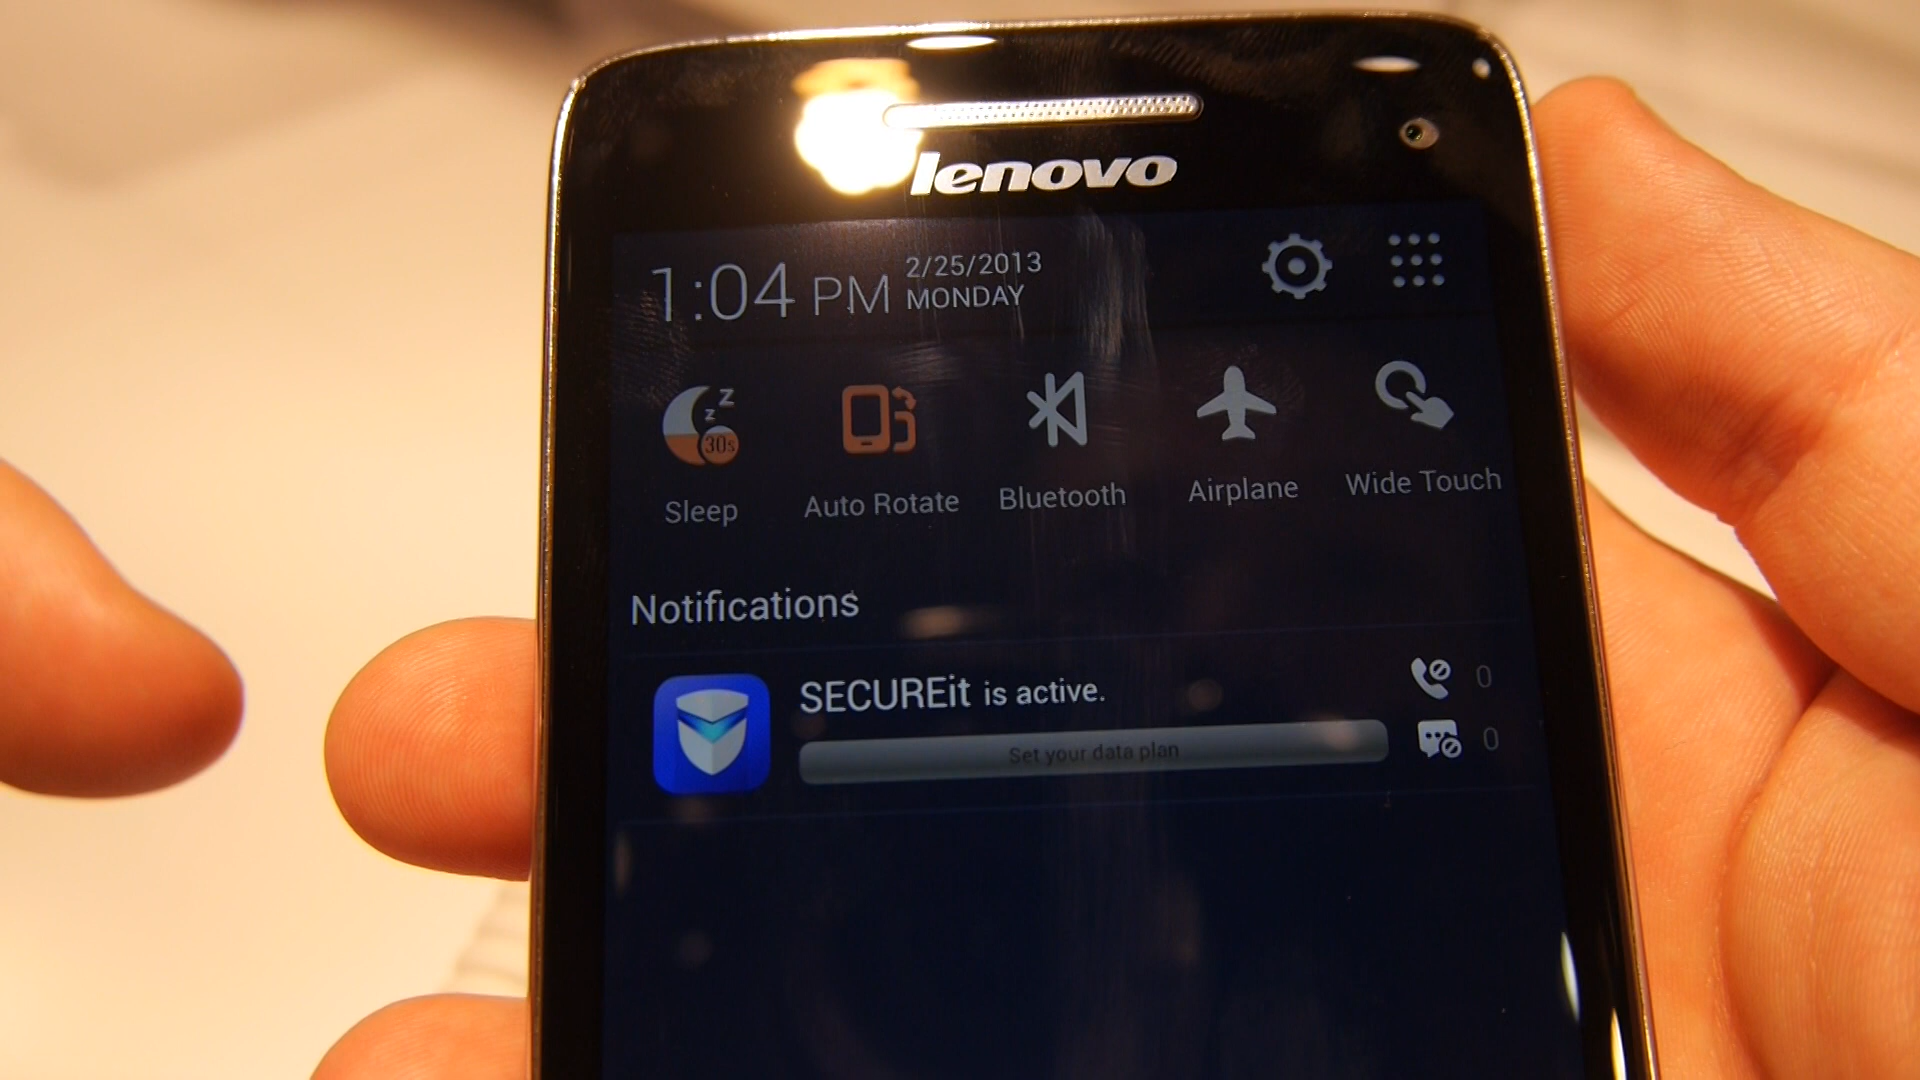 lenovo
1:04 PM 2/25/2013
MONDAY
z z
30s
Sleep Auto Rotate Bluetooth Airplane Wide Touch
Notifications
SECUREit is active. 0
Set your data plan 0